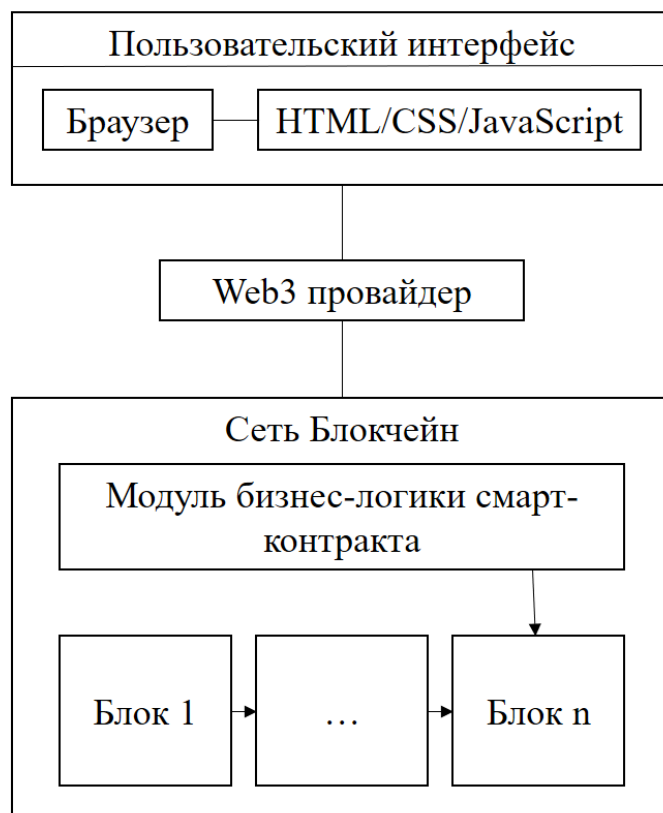 Пользовательский интерфейс
Браузер
HTML/CSS/JavaScript
Web3 провайдер
Сеть Блокчейн
Модуль бизнес-логики смарт-
контракта
Блок 1
...
Блок n